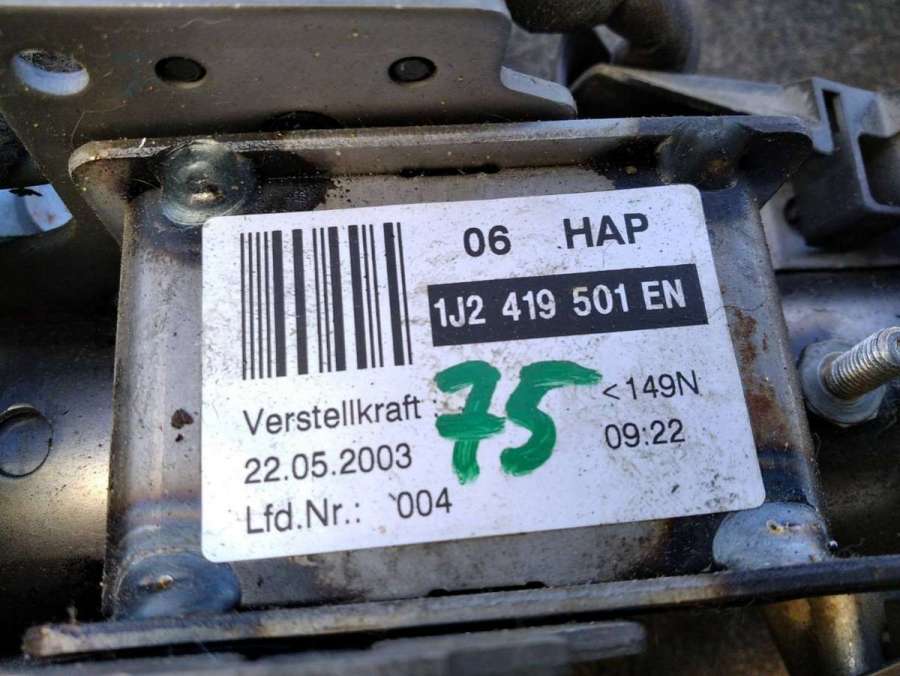 06 HAP
1J2 419 501 EN
Verstellkraft 75 <149N
22.05.2003 09:22
Lfd.Nr.: 004